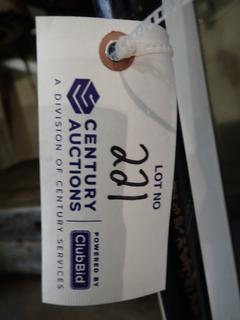 LOT NO
221
CENTURY
AUCTIONS
A DIVISION OF CENTURY SERVICES
POWERED BY
ClubBid